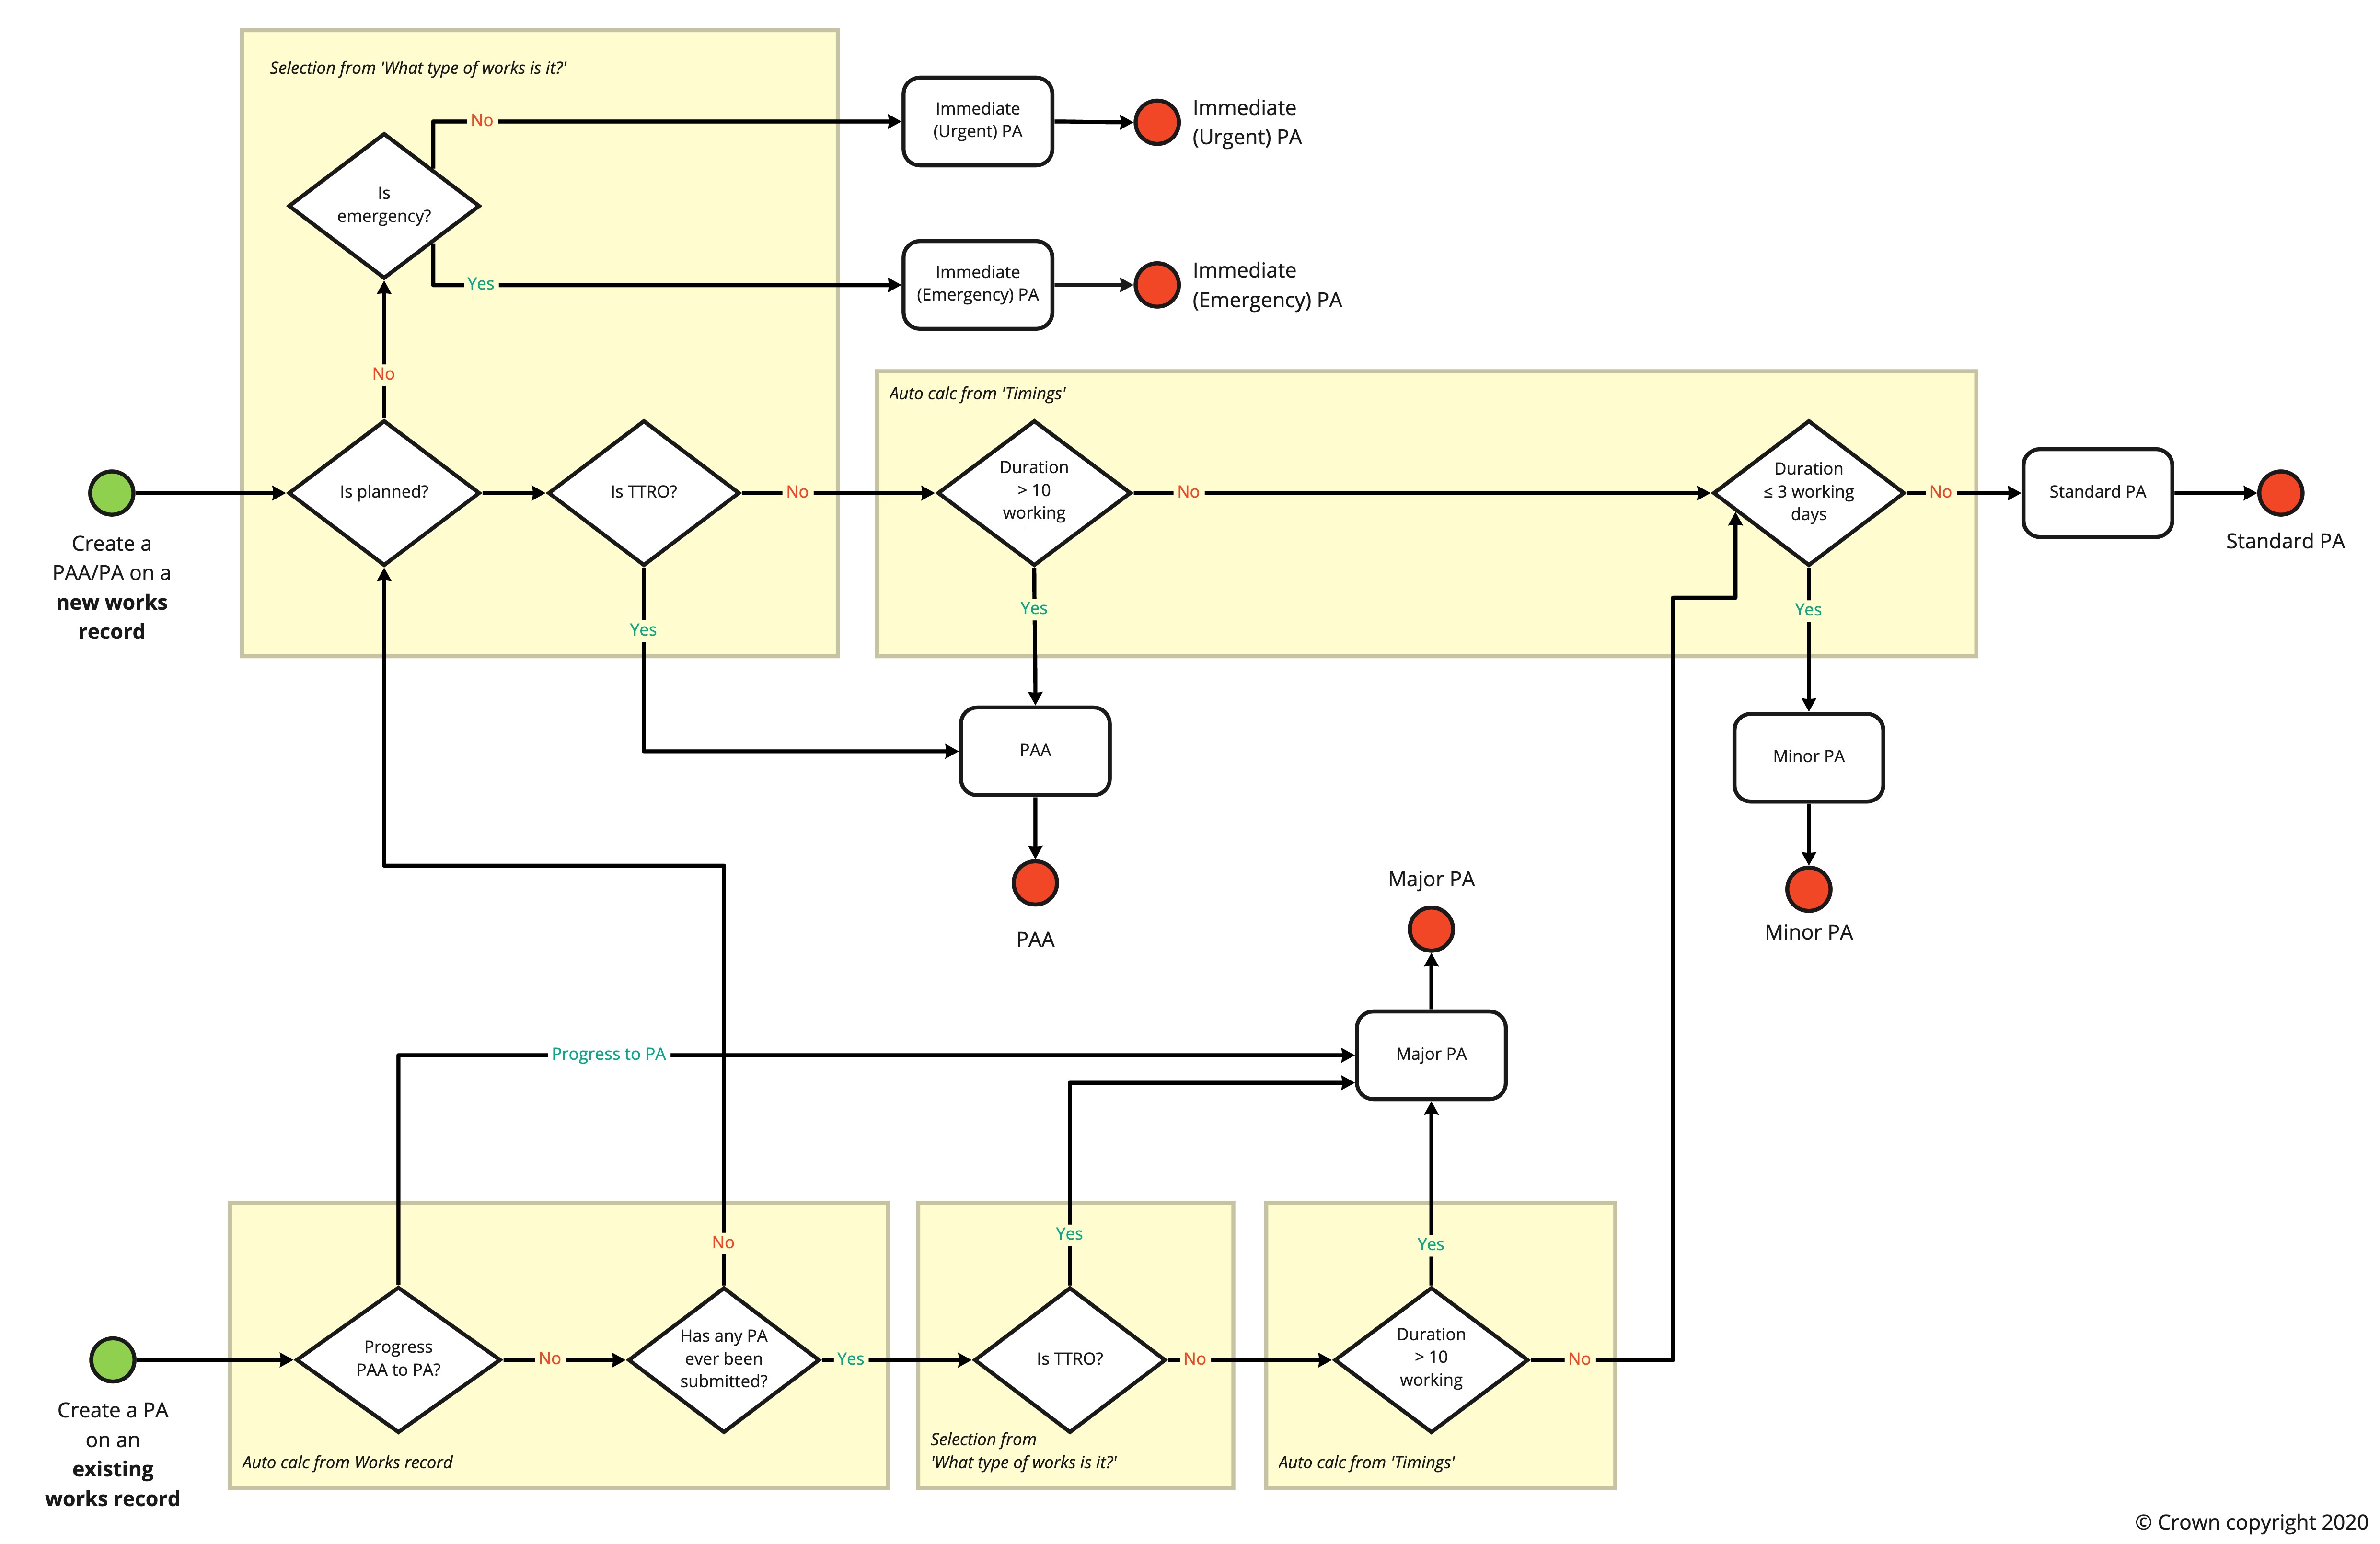 Selection from 'What type of works is it?'
No
Immediate
(Urgent) PA
Immediate
(Urgent) PA
Is
emergency?
Yes
Immediate
(Emergency) PA
Immediate
(Emergency) PA
No
Auto calc from 'Timings'
Create a
PAA/PA on a
new works
record
Is planned?
Is TTRO?
No
Duration
> 10
working
No
Duration
≤ 3 working
days
No
Standard PA
Standard PA
Yes
Yes
Yes
PAA
Minor PA
PAA
Minor PA
Major PA
Progress to PA
Major PA
No
Yes
Yes
Create a PA
on an
existing
works record
Progress
PAA to PA?
No
Has any PA
ever been
submitted?
Yes
Is TTRO?
No
Duration
> 10
working
No
Auto calc from Works record
Selection from
'What type of works is it?'
Auto calc from 'Timings'
© Crown copyright 2020